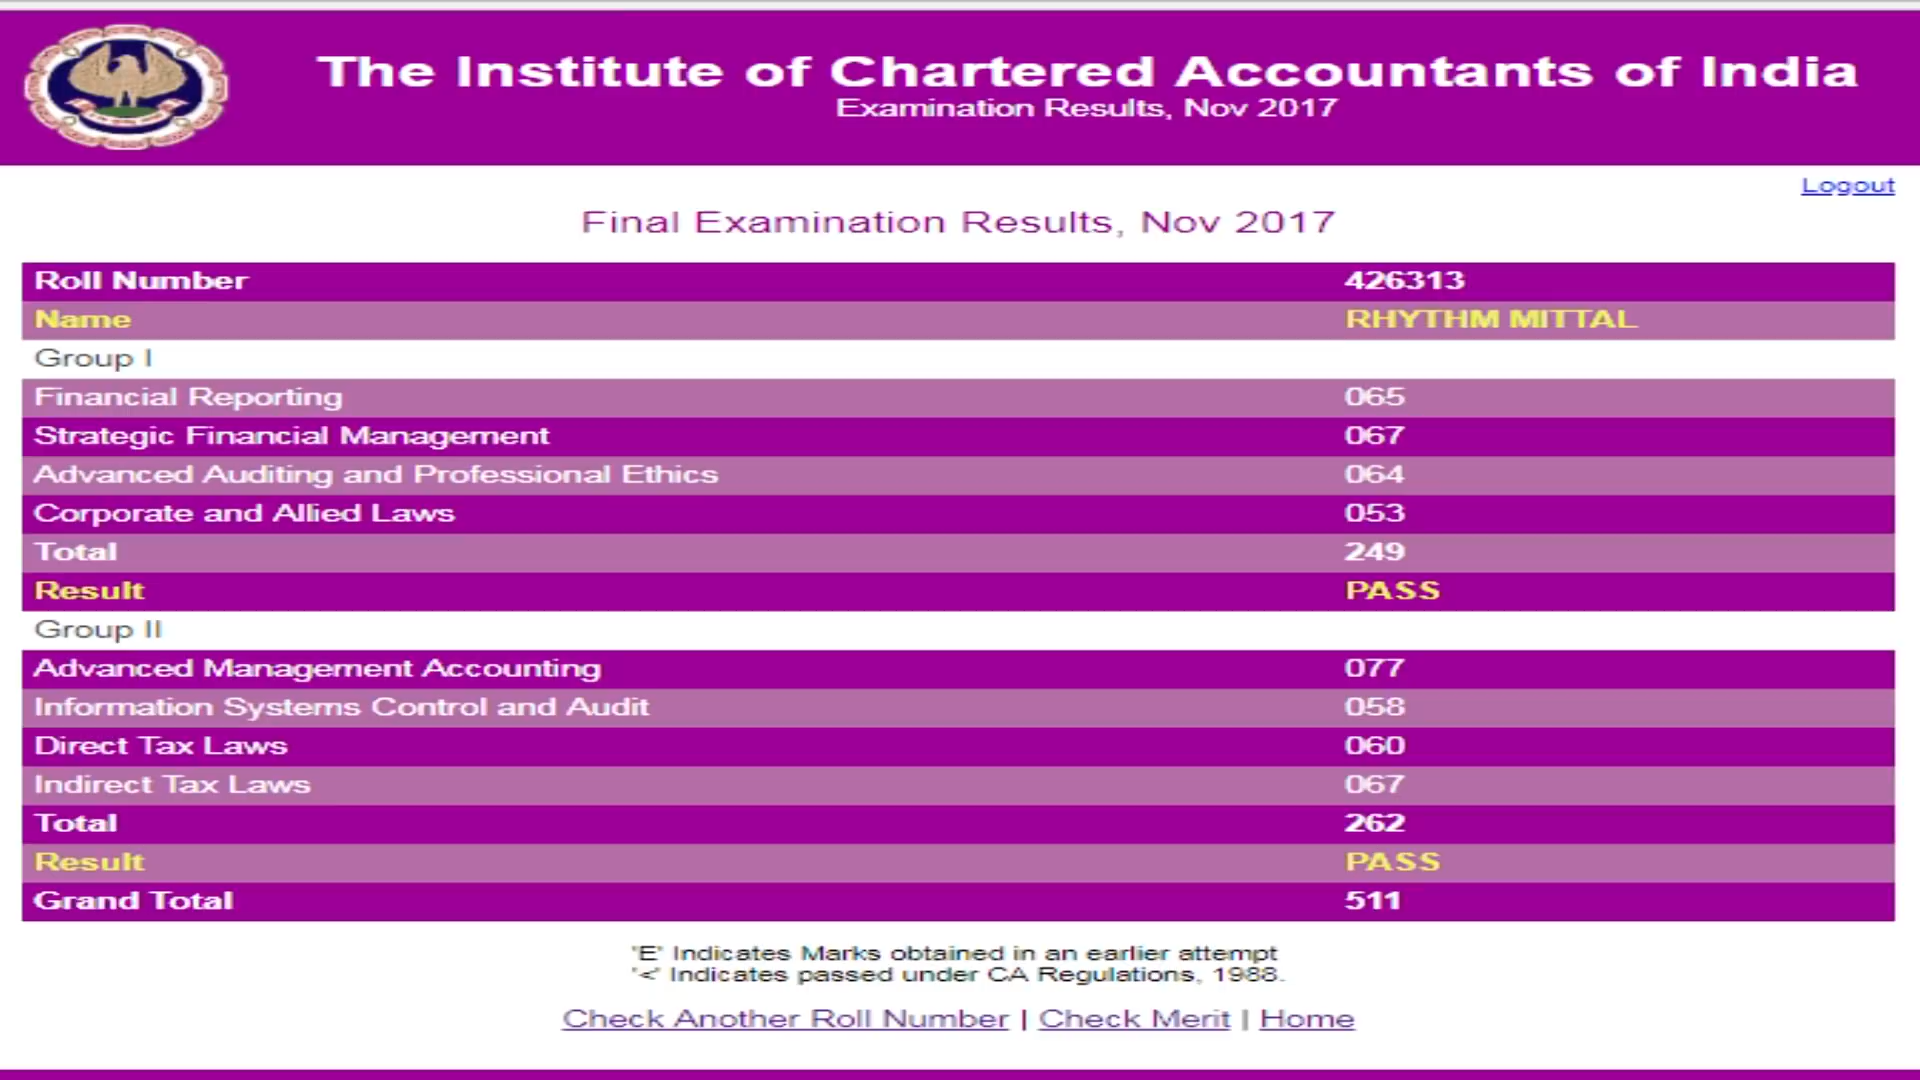 The Institute of Chartered Accountants of India
Examination Results, Nov 2017
Logout
Final Examination Results, Nov 2017
Roll Number 426313
Name RHYTHM MITTAL
Group I
Financial Reporting 065
Strategic Financial Management 067
Advanced Auditing and Professional Ethics 064
Corporate and Allied Laws 053
Total 249
Result PASS
Group II
Advanced Management Accounting 077
Information Systems Control and Audit 058
Direct Tax Laws 060
Indirect Tax Laws 067
Total 262
Result PASS
Grand Total 511
'E' Indicates Marks obtained in an earlier attempt
'<' Indicates passed under CA Regulations, 1988.
Check Another Roll Number | Check Merit | Home